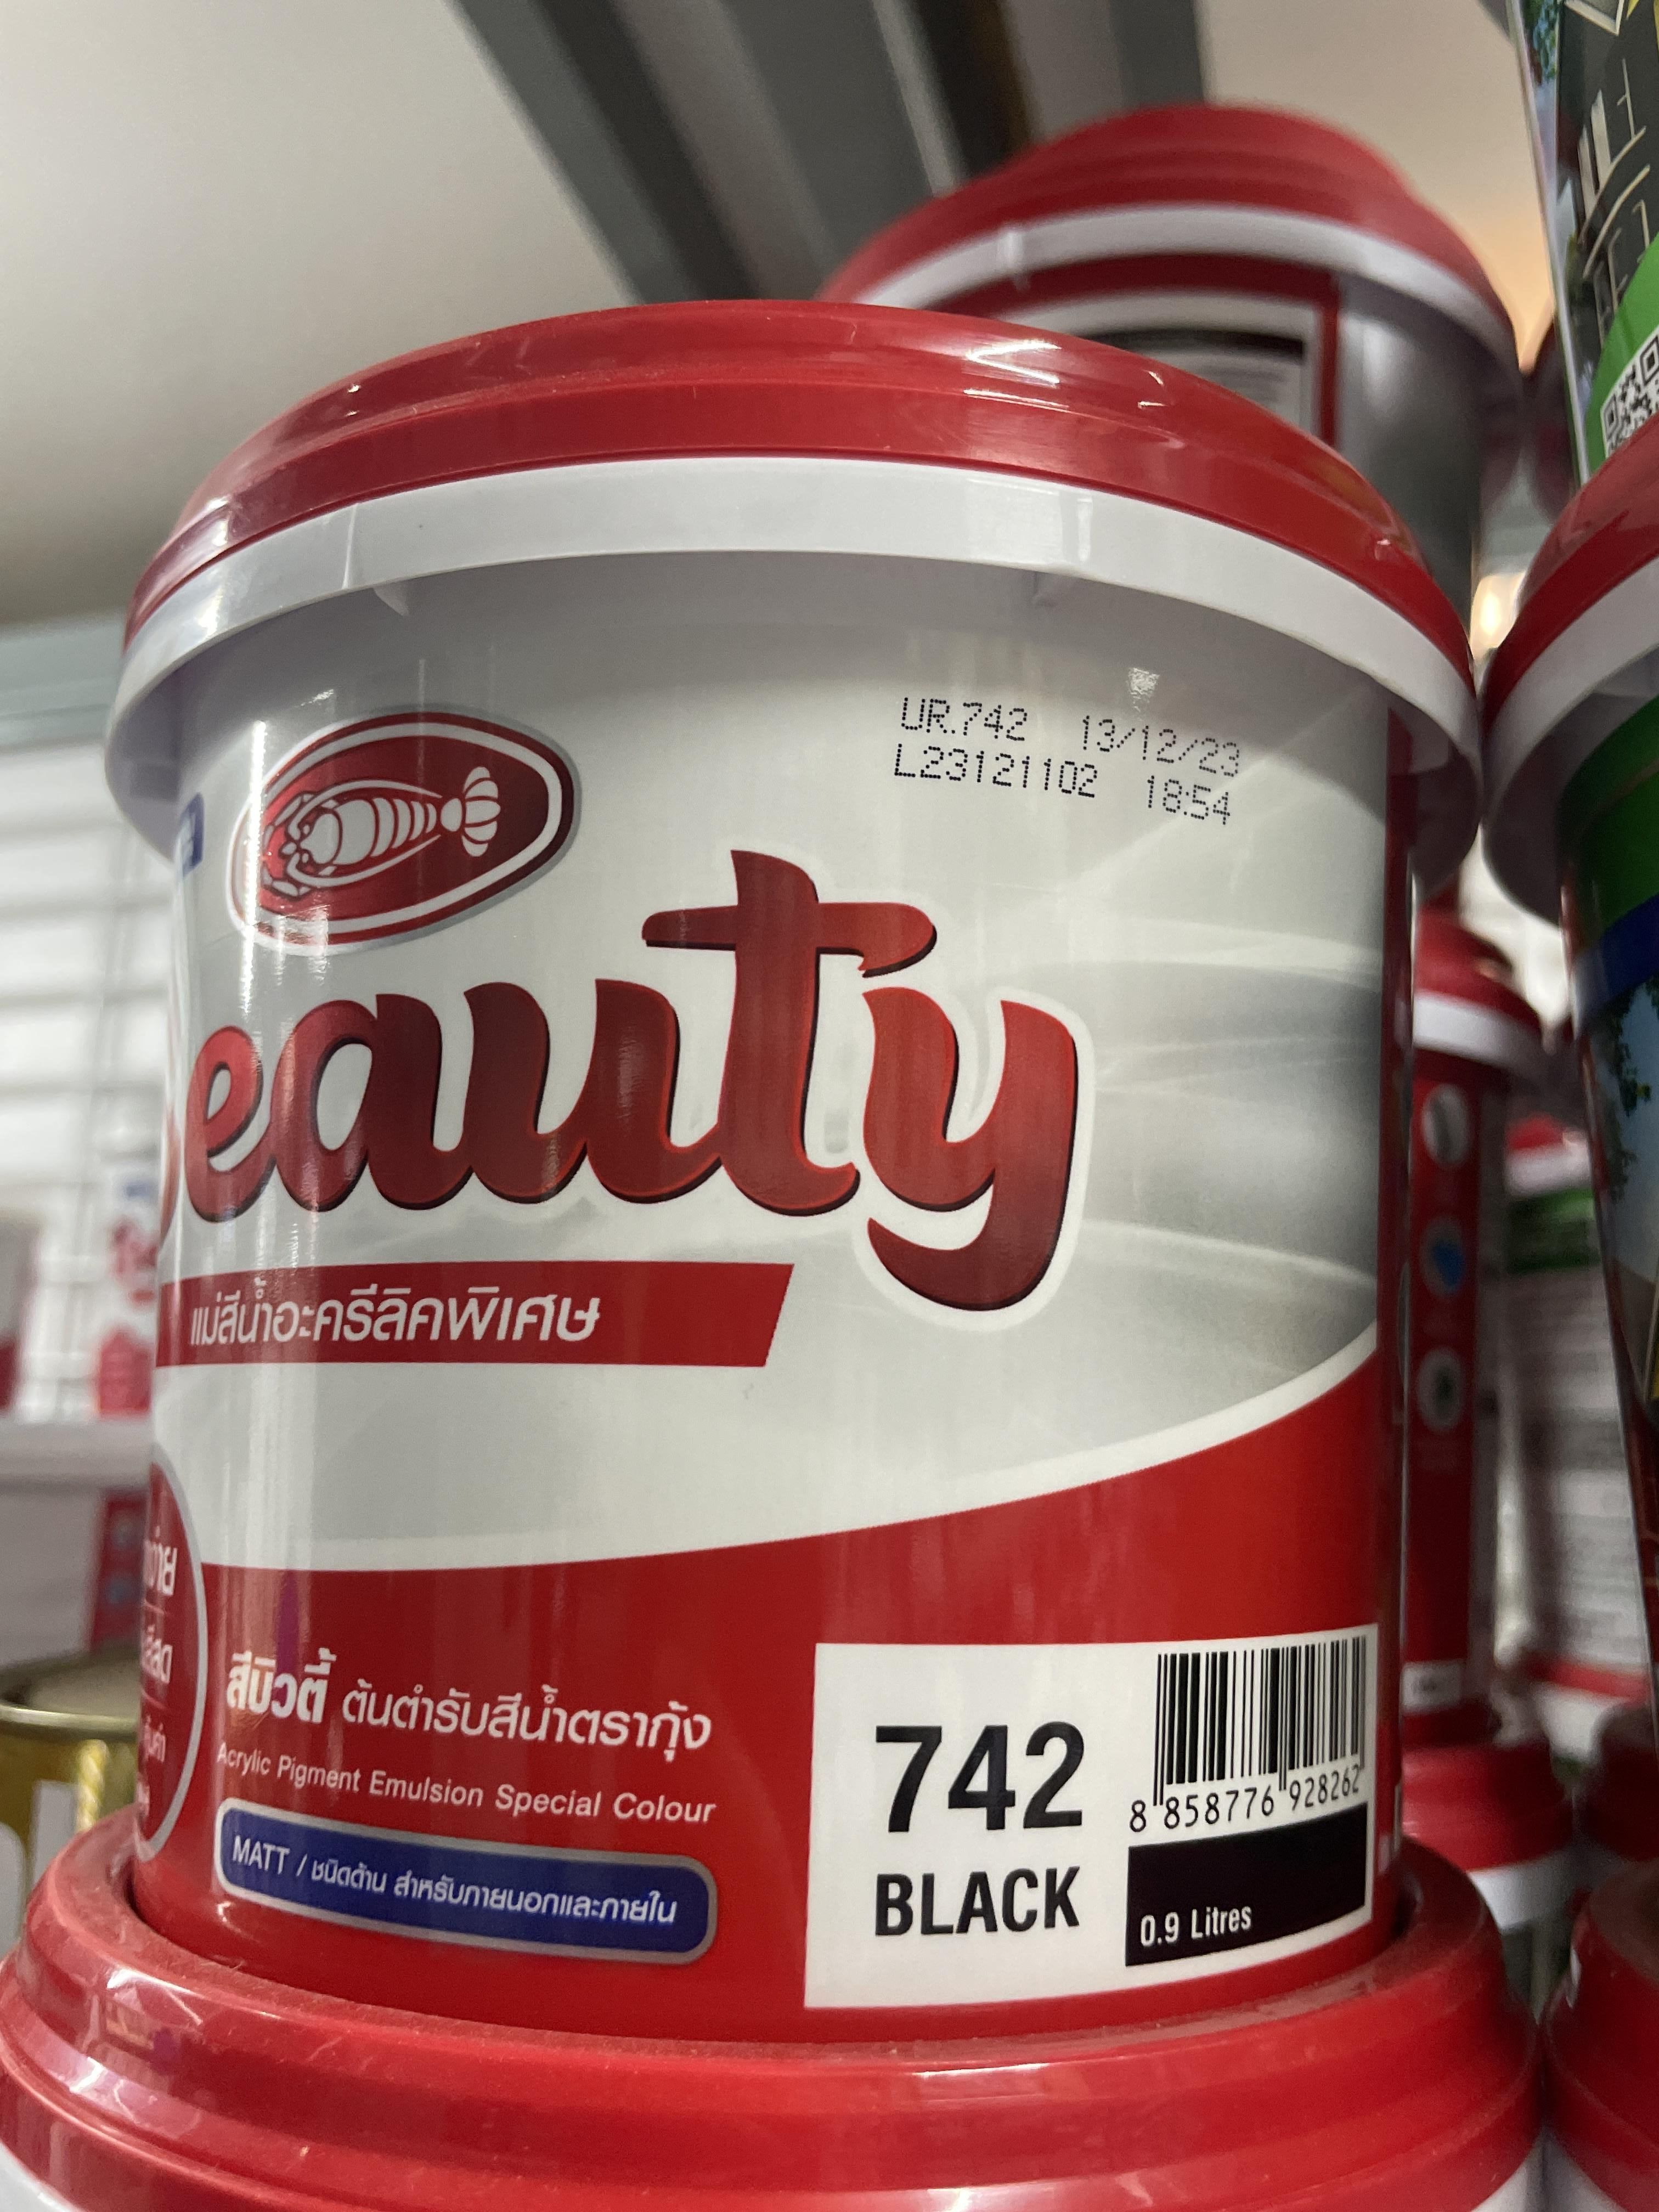 UR.742 13/12/23
L23121102 18:54
Beauty
แม่สีน้ำอะครีลิคพิเศษ
สีบิวตี้ ต้นตำรับสีน้ำตรากุ้ง
Acrylic Pigment Emulsion Special Colour
MATT / ชนิดด้าน สำหรับภายนอกและภายใน
742
BLACK
8 858776 928262
0.9 Litres